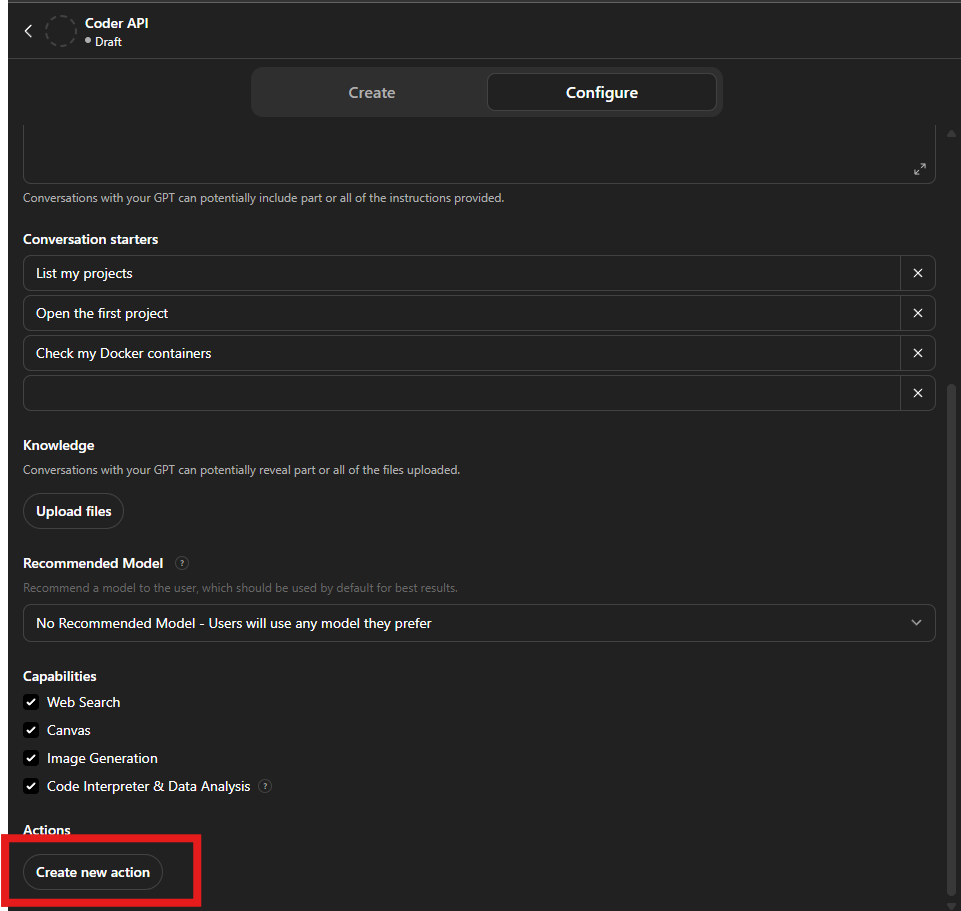 Coder API
Draft
Create
Configure
Conversations with your GPT can potentially include part or all of the instructions provided.
Conversation starters
List my projects
Open the first project
Check my Docker containers
Knowledge
Conversations with your GPT can potentially reveal part or all of the files uploaded.
Upload files
Recommended Model ?
Recommend a model to the user, which should be used by default for best results.
No Recommended Model - Users will use any model they prefer
Capabilities
Web Search
Canvas
Image Generation
Code Interpreter & Data Analysis ?
Actions
Create new action